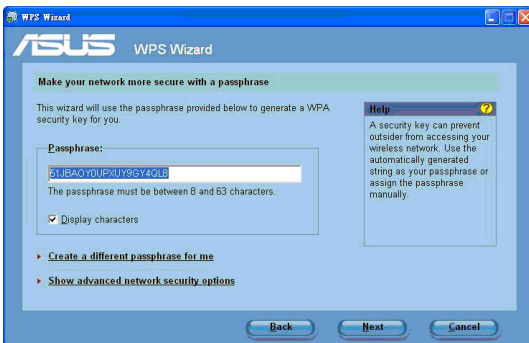 WPS Wizard
ASUS WPS Wizard
Make your network more secure with a passphrase
This wizard will use the passphrase provided below to generate a WPA
security key for you.
Passphrase:
61JBAOY0UPXUY9GY4QL8
The passphrase must be between 8 and 63 characters.
Display characters
Create a different passphrase for me
Show advanced network security options
Help
A security key can prevent
outsider from accessing your
wireless network. Use the
automatically generated
string as your passphrase or
assign the passphrase
manually.
Back
Next
Cancel